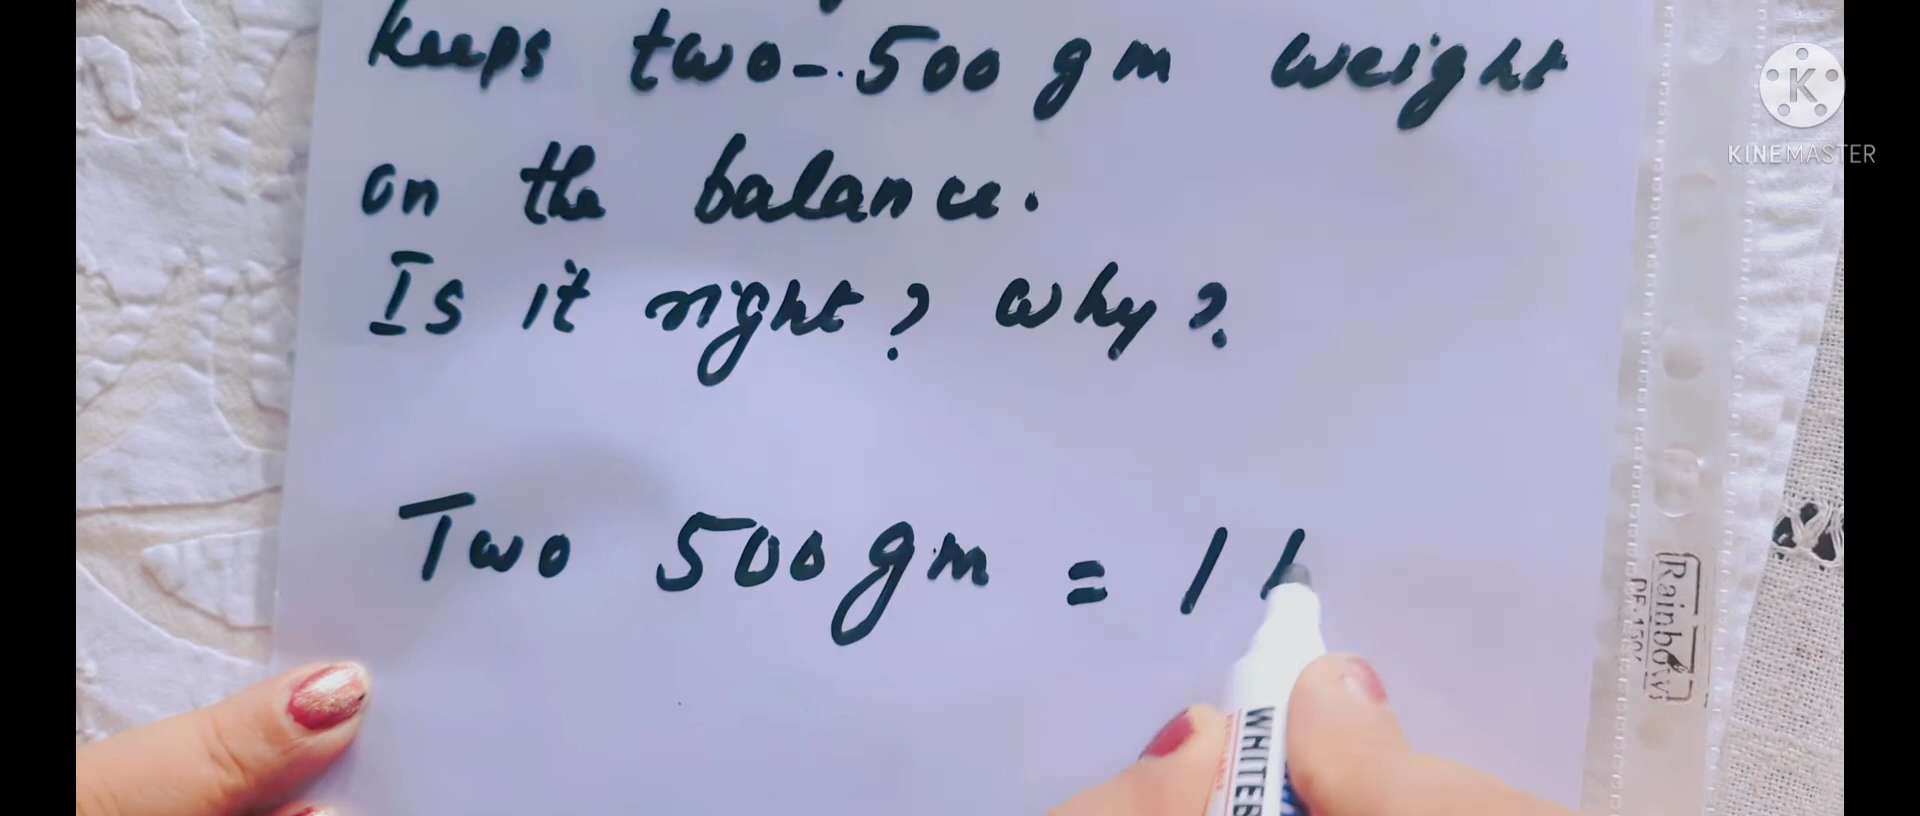 keeps two-500 gm weight
on the balance.
Is it right? why?
Two 500 gm = 1
KINEMASTER
Rainbow
WHITEB